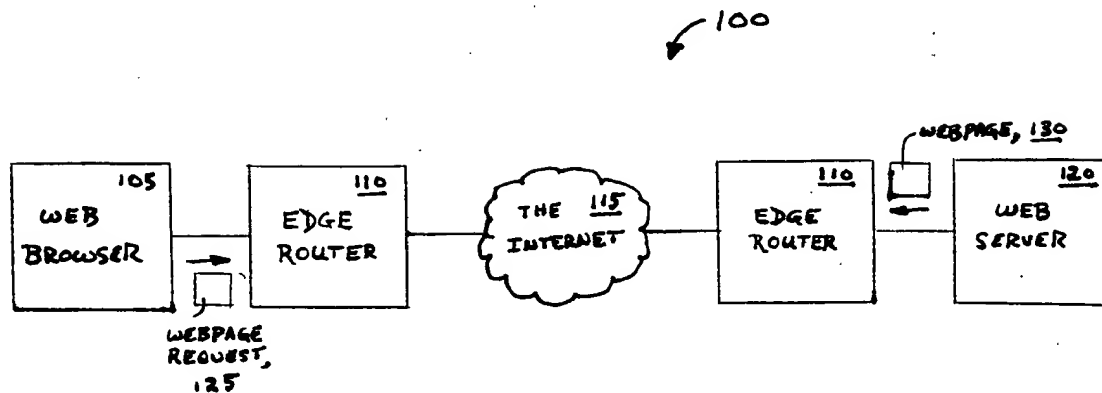 100
105
WEB
BROWSER
WEBPAGE
REQUEST,
125
110
EDGE
ROUTER
THE 115
INTERNET
110
EDGE
ROUTER
WEBPAGE, 130
120
WEB
SERVER